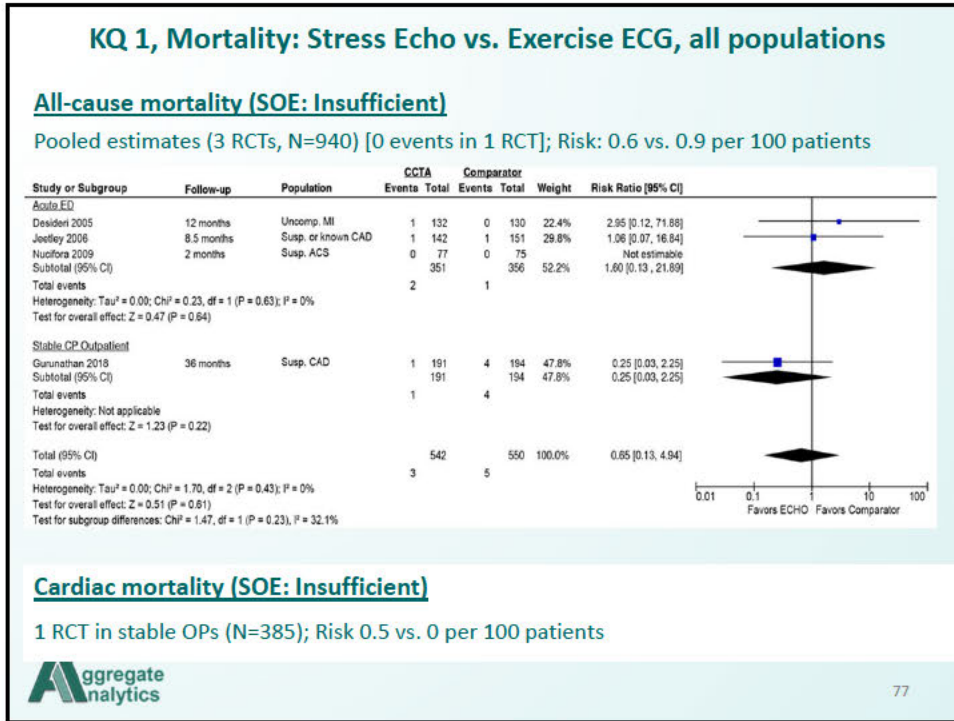 KQ 1, Mortality: Stress Echo vs. Exercise ECG, all populations
All-cause mortality (SOE: Insufficient)
Pooled estimates (3 RCTs, N=940) [0 events in 1 RCT]; Risk: 0.6 vs. 0.9 per 100 patients
CCTA Comparator
Study or Subgroup Follow-up Population Events Total Events Total Weight Risk Ratio [95% CI]
Acute ED
Desideri 2005 12 months Uncomp. MI 1 132 0 130 22.4% 2.95 [0.12, 71.88]
Jeetley 2006 8.5 months Susp. or known CAD 1 142 1 151 29.8% 1.06 [0.07, 16.84]
Nucifora 2009 2 months Susp. ACS 0 77 0 75 Not estimable
Subtotal (95% CI) 351 356 52.2% 1.60 [0.13 , 21.89]
Total events 2 1
Heterogeneity: Tau² = 0.00; Chi² = 0.23, df = 1 (P = 0.63); I² = 0%
Test for overall effect: Z = 0.47 (P = 0.64)
Stable CP Outpatient
Gurunathan 2018 36 months Susp. CAD 1 191 4 194 47.8% 0.25 [0.03, 2.25]
Subtotal (95% CI) 191 194 47.8% 0.25 [0.03, 2.25]
Total events 1 4
Heterogeneity: Not applicable
Test for overall effect: Z = 1.23 (P = 0.22)
Total (95% CI) 542 550 100.0% 0.65 [0.13, 4.94]
Total events 3 5
Heterogeneity: Tau² = 0.00; Chi² = 1.70, df = 2 (P = 0.43); I² = 0%
Test for overall effect: Z = 0.51 (P = 0.61)
Test for subgroup differences: Chi² = 1.47, df = 1 (P = 0.23), I² = 32.1%
0.01 0.1 1 10 100
Favors ECHO Favors Comparator
Cardiac mortality (SOE: Insufficient)
1 RCT in stable OPs (N=385); Risk 0.5 vs. 0 per 100 patients
Aggregate
Analytics
77